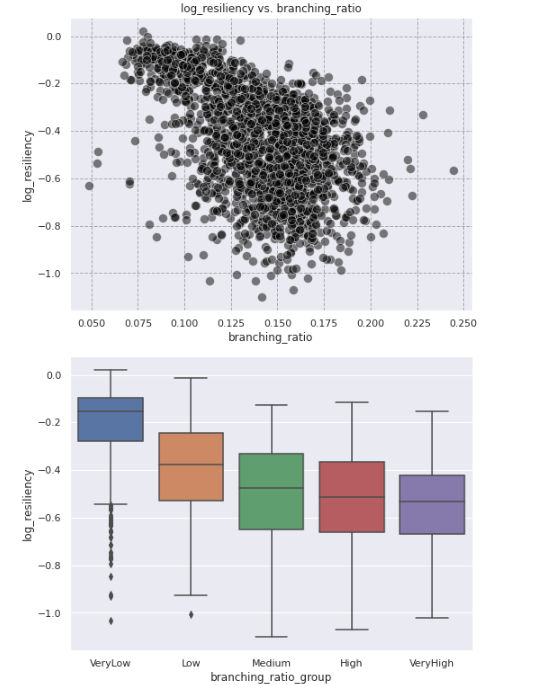 log_resiliency vs. branching_ratio
0.0
−0.2
−0.4
−0.6
−0.8
−1.0
log_resiliency
0.050 0.075 0.100 0.125 0.150 0.175 0.200 0.225 0.250
branching_ratio
0.0
−0.2
−0.4
−0.6
−0.8
−1.0
log_resiliency
VeryLow Low Medium High VeryHigh
branching_ratio_group